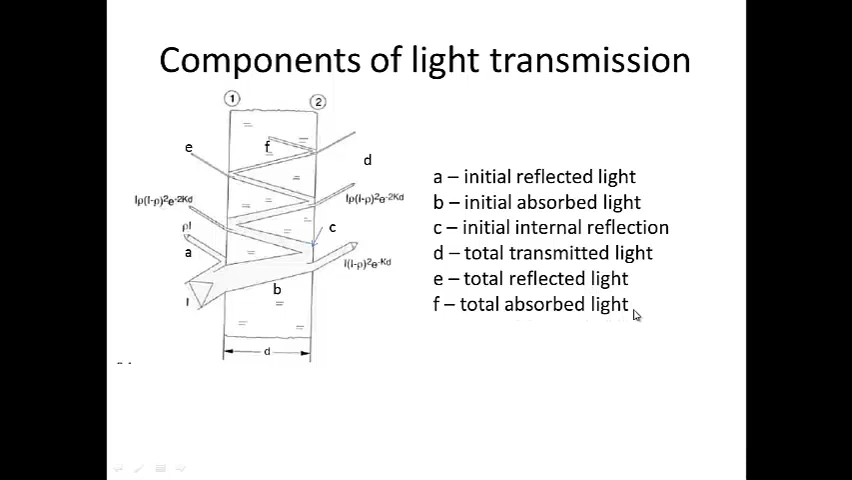 Components of light transmission
1
2
e
f
d
Iρ(I-ρ)²e⁻²ᴷᵈ
Iρ(I-ρ)²e-2Kd
ρI
c
a
I(I-ρ)²e-Kd
b
I
d
a – initial reflected light
b – initial absorbed light
c – initial internal reflection
d – total transmitted light
e – total reflected light
f – total absorbed light